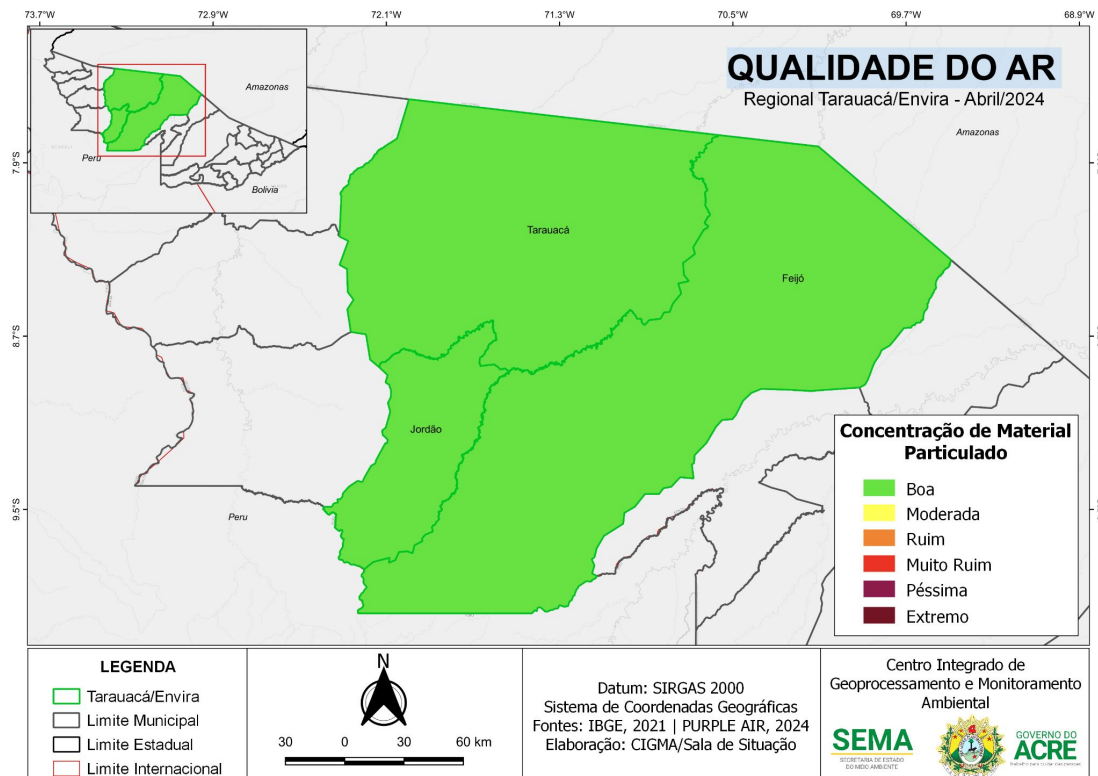 73.7°W 72.9°W 72.1°W 71.3°W 70.5°W 69.7°W 68.9°W
QUALIDADE DO AR
Regional Tarauacá/Envira - Abril/2024
Amazonas
Peru
Bolivia
Amazonas
7.9°S
8.7°S
9.5°S
Tarauacá
Feijó
Jordão
Peru
Concentração de Material
Particulado
Boa
Moderada
Ruim
Muito Ruim
Péssima
Extremo
LEGENDA
Tarauacá/Envira
Limite Municipal
Limite Estadual
Limite Internacional
N
30 0 30 60 km
Datum: SIRGAS 2000
Sistema de Coordenadas Geográficas
Fontes: IBGE, 2021 | PURPLE AIR, 2024
Elaboração: CIGMA/Sala de Situação
Centro Integrado de
Geoprocessamento e Monitoramento
Ambiental
SEMA
SECRETARIA DE ESTADO
DO MEIO AMBIENTE
GOVERNO DO
ACRE